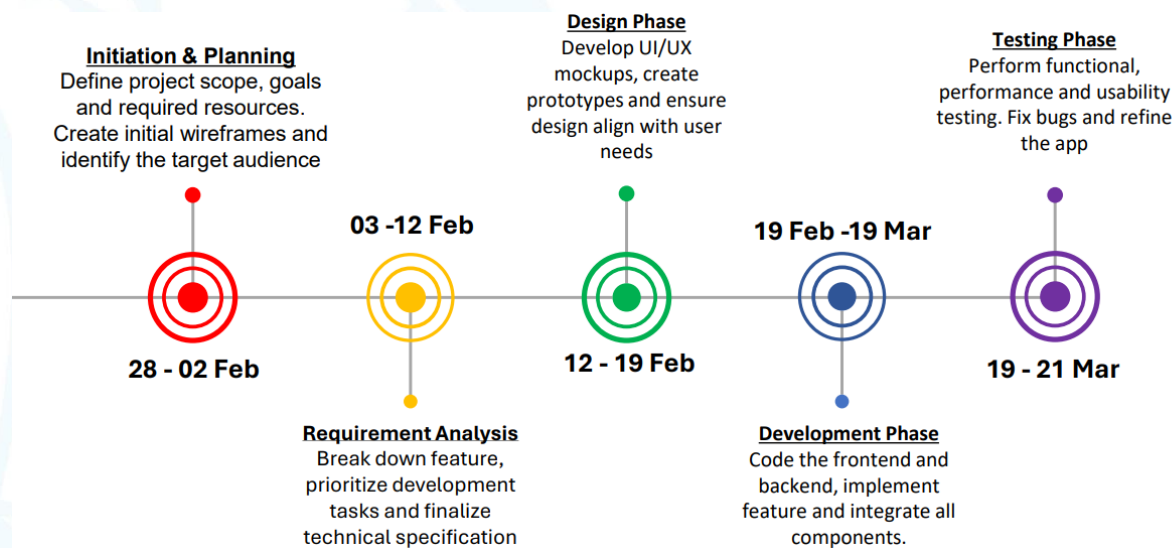 Initiation & Planning
Define project scope, goals
and required resources.
Create initial wireframes and
identify the target audience
28 - 02 Feb
03 -12 Feb
Requirement Analysis
Break down feature,
prioritize development
tasks and finalize
technical specification
Design Phase
Develop UI/UX
mockups, create
prototypes and ensure
design align with user
needs
12 - 19 Feb
19 Feb -19 Mar
Development Phase
Code the frontend and
backend, implement
feature and integrate all
components.
Testing Phase
Perform functional,
performance and usability
testing. Fix bugs and refine
the app
19 - 21 Mar